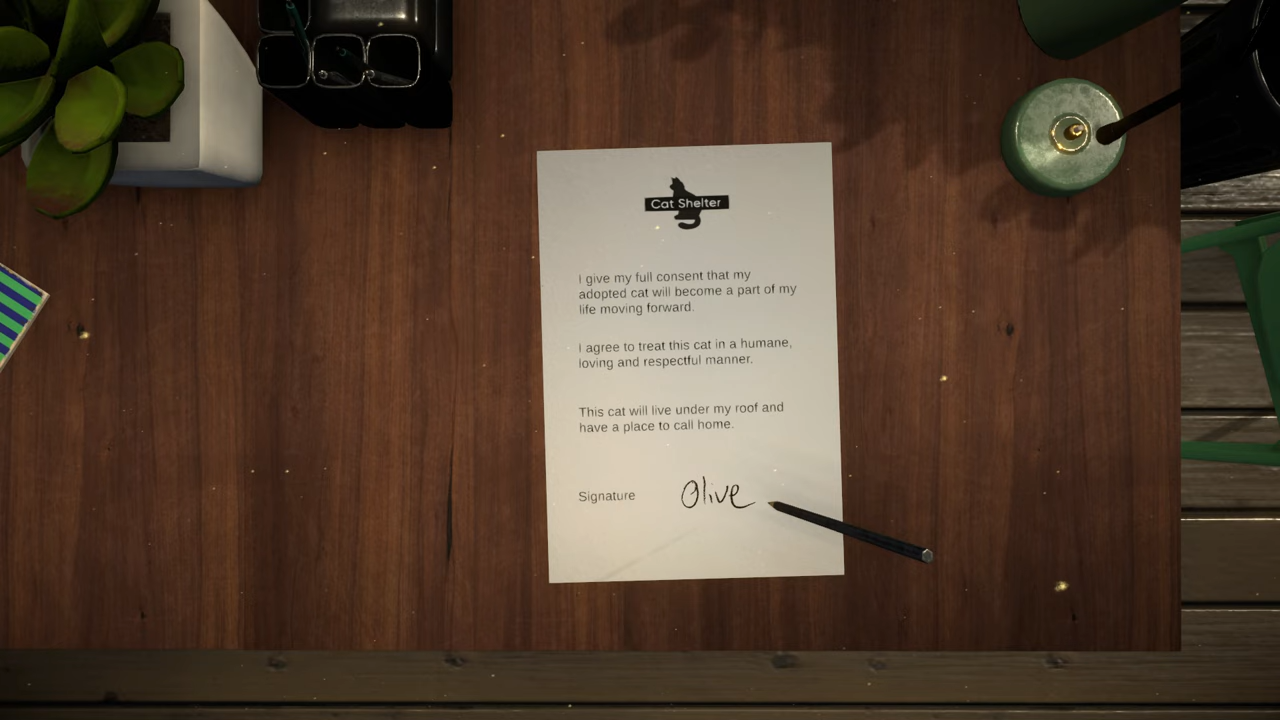 Cat Shelter
I give my full consent that my
adopted cat will become a part of my
life moving forward.
I agree to treat this cat in a humane,
loving and respectful manner.
This cat will live under my roof and
have a place to call home.
Signature Olive